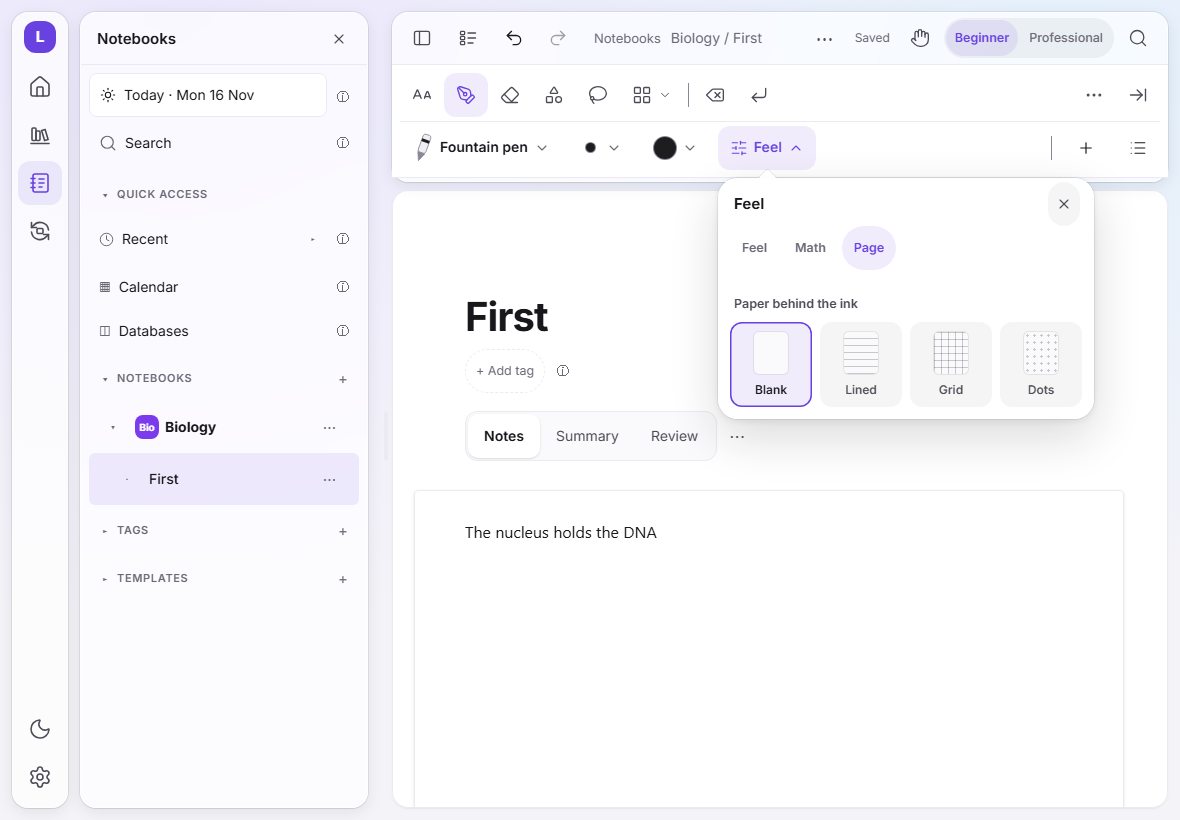 L
Notebooks
Today · Mon 16 Nov
Search
QUICK ACCESS
Recent
Calendar
Databases
NOTEBOOKS
Bio Biology
First
TAGS
TEMPLATES
Notebooks Biology / First
Saved
Beginner Professional
AA
Fountain pen
Feel
Feel
Feel Math Page
Paper behind the ink
Blank Lined Grid Dots
First
+ Add tag
Notes Summary Review
The nucleus holds the DNA